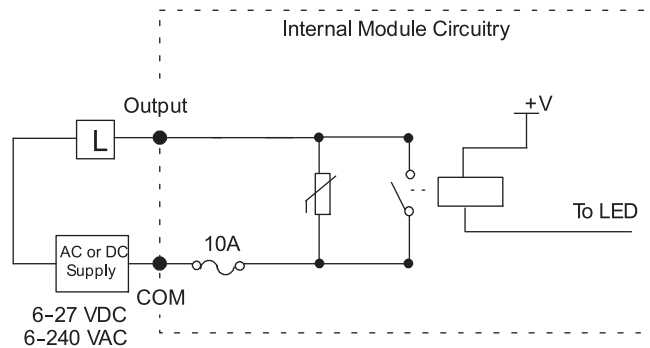 Internal Module Circuitry
Output
+V
L
To LED
10A
AC or DC
Supply
COM
6–27 VDC
6–240 VAC